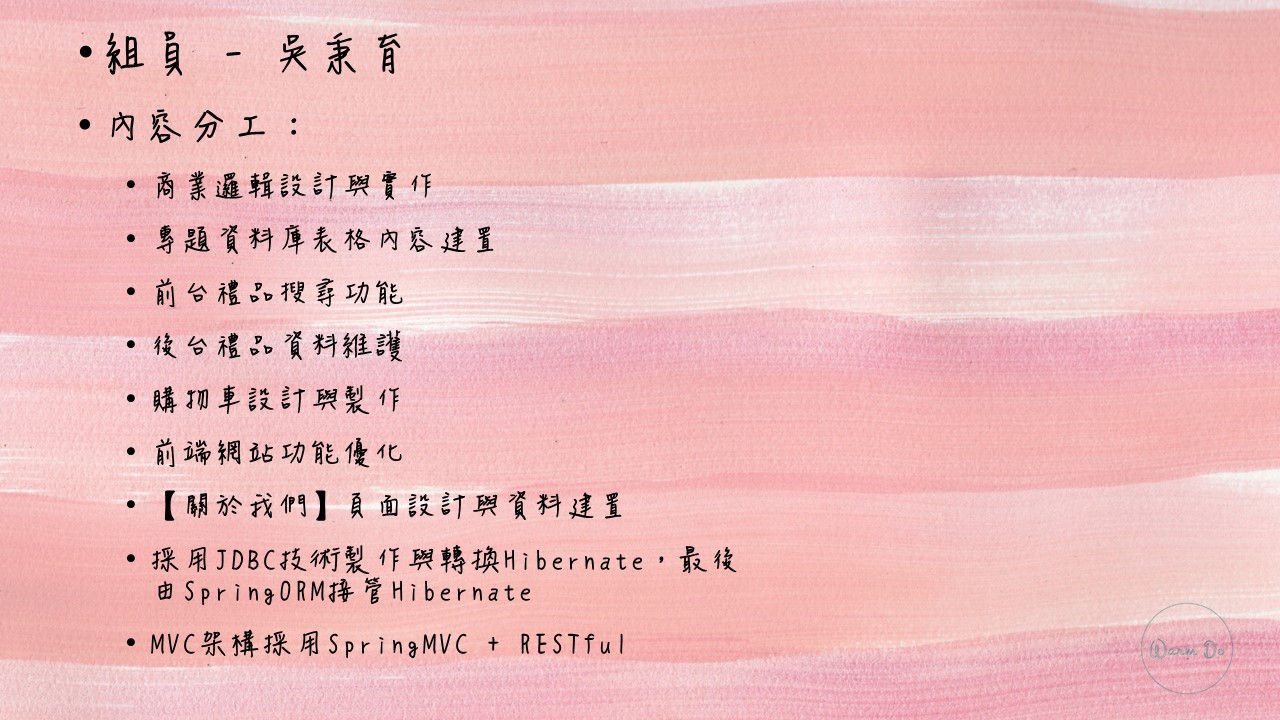 •組員 - 吳秉育
•內容分工：
•商業邏輯設計與實作
•專題資料庫表格內容建置
•前台禮品搜尋功能
•後台禮品資料維護
•購物車設計與製作
•前端網站功能優化
•【關於我們】頁面設計與資料建置
•採用JDBC技術製作與轉換Hibernate，最後
由SpringORM接管Hibernate
•MVC架構採用SpringMVC + RESTful
Warm Do